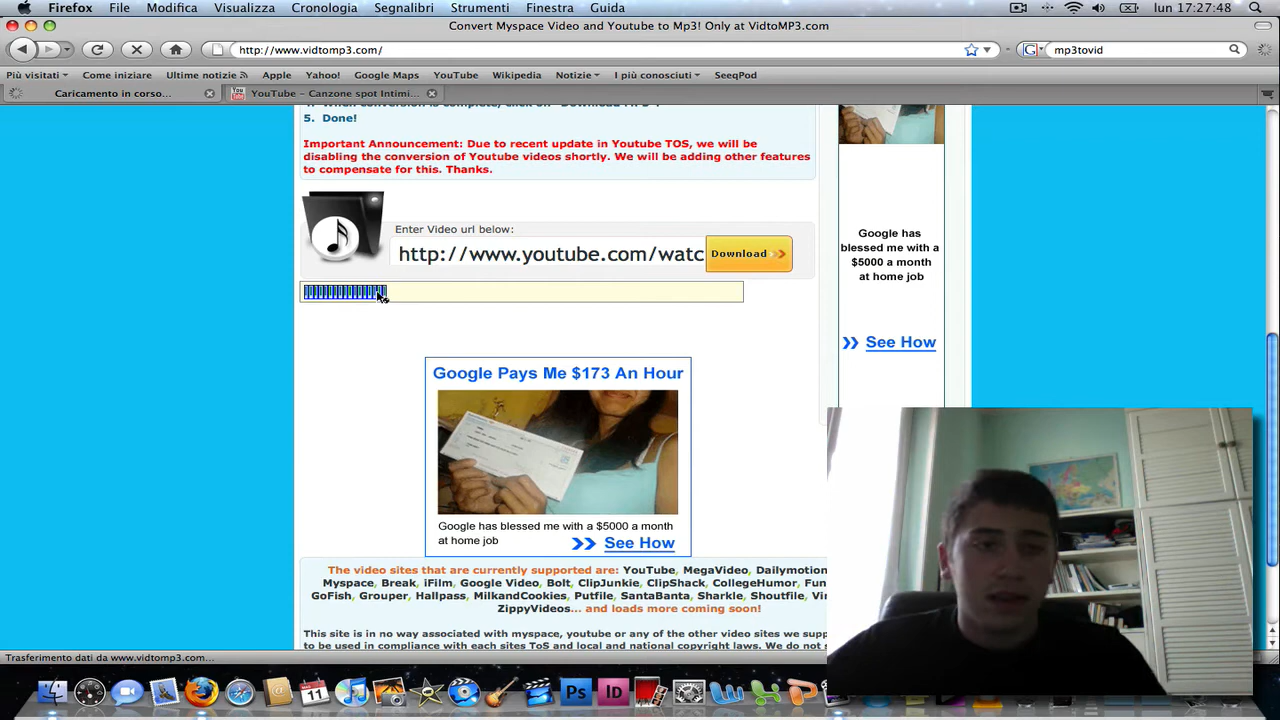 Firefox File Modifica Visualizza Cronologia Segnalibri Strumenti Finestra Guida lun 17:27:48
Convert Myspace Video and Youtube to Mp3! Only at VidtoMP3.com
http://www.vidtomp3.com/ mp3tovid
Più visitati Come iniziare Ultime notizie Apple Yahoo! Google Maps YouTube Wikipedia Notizie I più conosciuti SeeqPod
Caricamento in corso... YouTube - Canzone spot Intimi...
5. Done!
Important Announcement: Due to recent update in Youtube TOS, we will be
disabling the conversion of Youtube videos shortly. We will be adding other features
to compensate for this. Thanks.
Enter Video url below:
http://www.youtube.com/watc Download
Google has
blessed me with a
$5000 a month
at home job
See How
Google Pays Me $173 An Hour
Google has blessed me with a $5000 a month
at home job
See How
The video sites that are currently supported are: YouTube, MegaVideo, Dailymotion
Myspace, Break, iFilm, Google Video, Bolt, ClipJunkie, ClipShack, CollegeHumor, Fun
GoFish, Grouper, Hallpass, MilkandCookies, Putfile, SantaBanta, Sharkle, Shoutfile, Vi
ZippyVideos... and loads more coming soon!
This site is in no way associated with myspace, youtube or any of the other video sites we supp
to be used in compliance with each sites ToS and local and national copyright laws. We do not
Trasferimento dati da www.vidtomp3.com...
MAR
11
Ps
ID